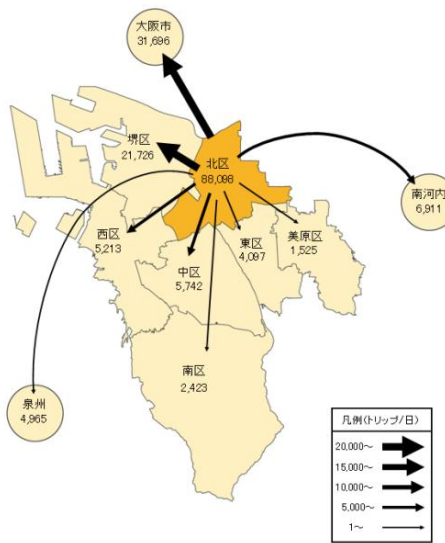 大阪市
31,696
堺区
21,726
北区
88,098
南河内
6,911
西区
5,213
東区
4,097
美原区
1,525
中区
5,742
南区
2,423
泉州
4,965
凡例(トリップ/日)
20,000～
15,000～
10,000～
5,000～
1～